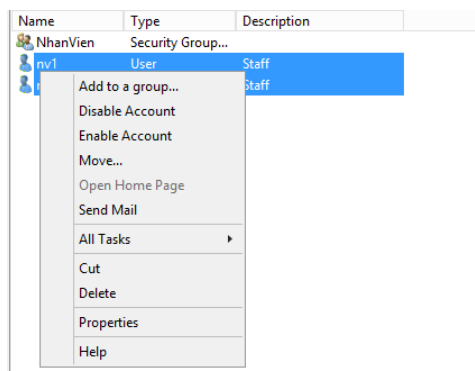 Name Type Description
NhanVien Security Group...
nv1 User Staff
Staff
Add to a group...
Disable Account
Enable Account
Move...
Open Home Page
Send Mail
All Tasks
Cut
Delete
Properties
Help